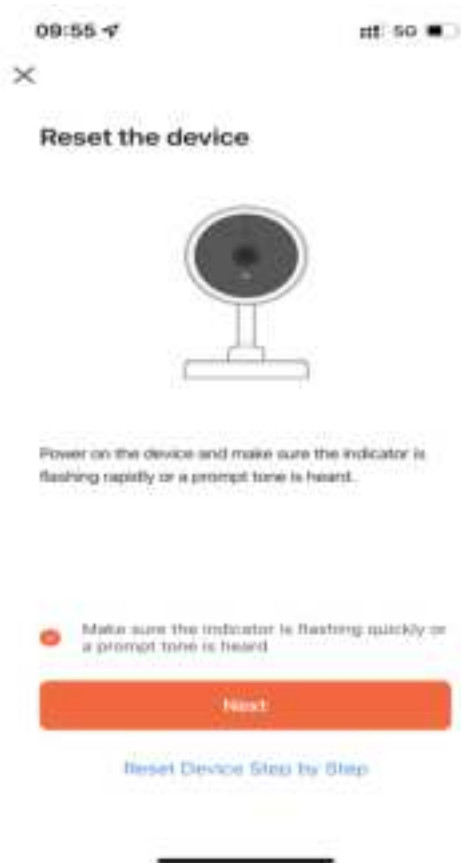 09:55
5G
Reset the device
Power on the device and make sure the indicator is
flashing rapidly or a prompt tone is heard.
Make sure the indicator is flashing quickly or
a prompt tone is heard
Next
Reset Device Step by Step